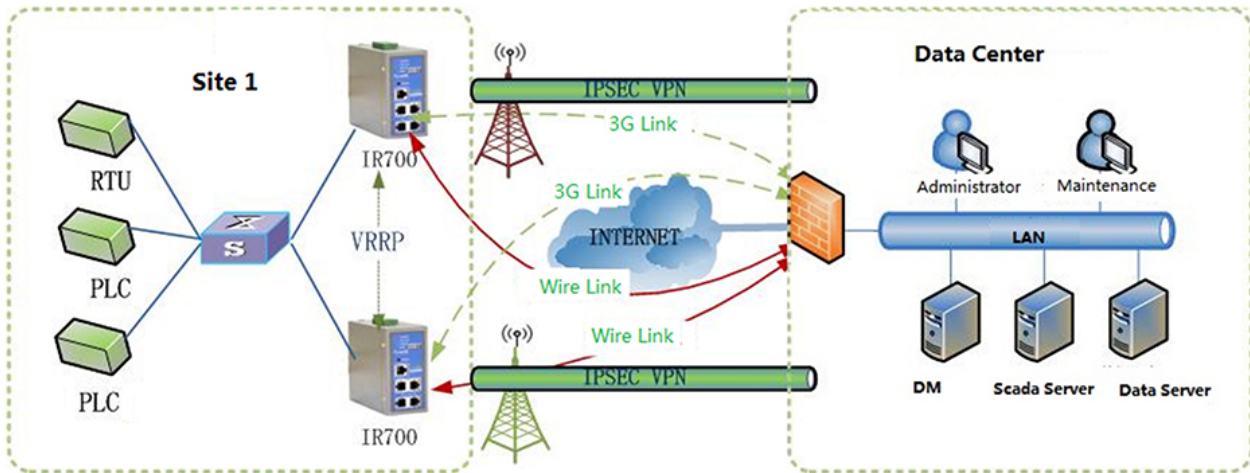 Site 1
RTU
PLC
PLC
S
IR700
VRRP
IR700
IPSEC VPN
3G Link
3G Link
INTERNET
Wire Link
Wire Link
IPSEC VPN
Data Center
Administrator
Maintenance
LAN
DM
Scada Server
Data Server